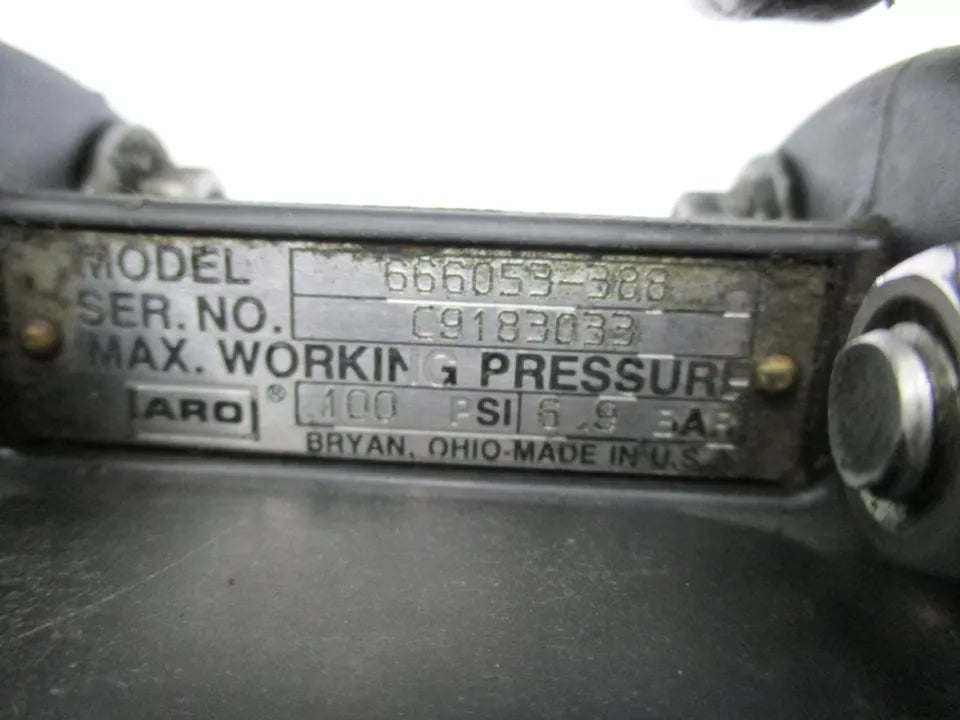 MODEL 666053-388
SER. NO. C9183033
MAX. WORKING PRESSURE
ARO ® 100 PSI 6.9 BAR
BRYAN, OHIO-MADE IN U.S.A.